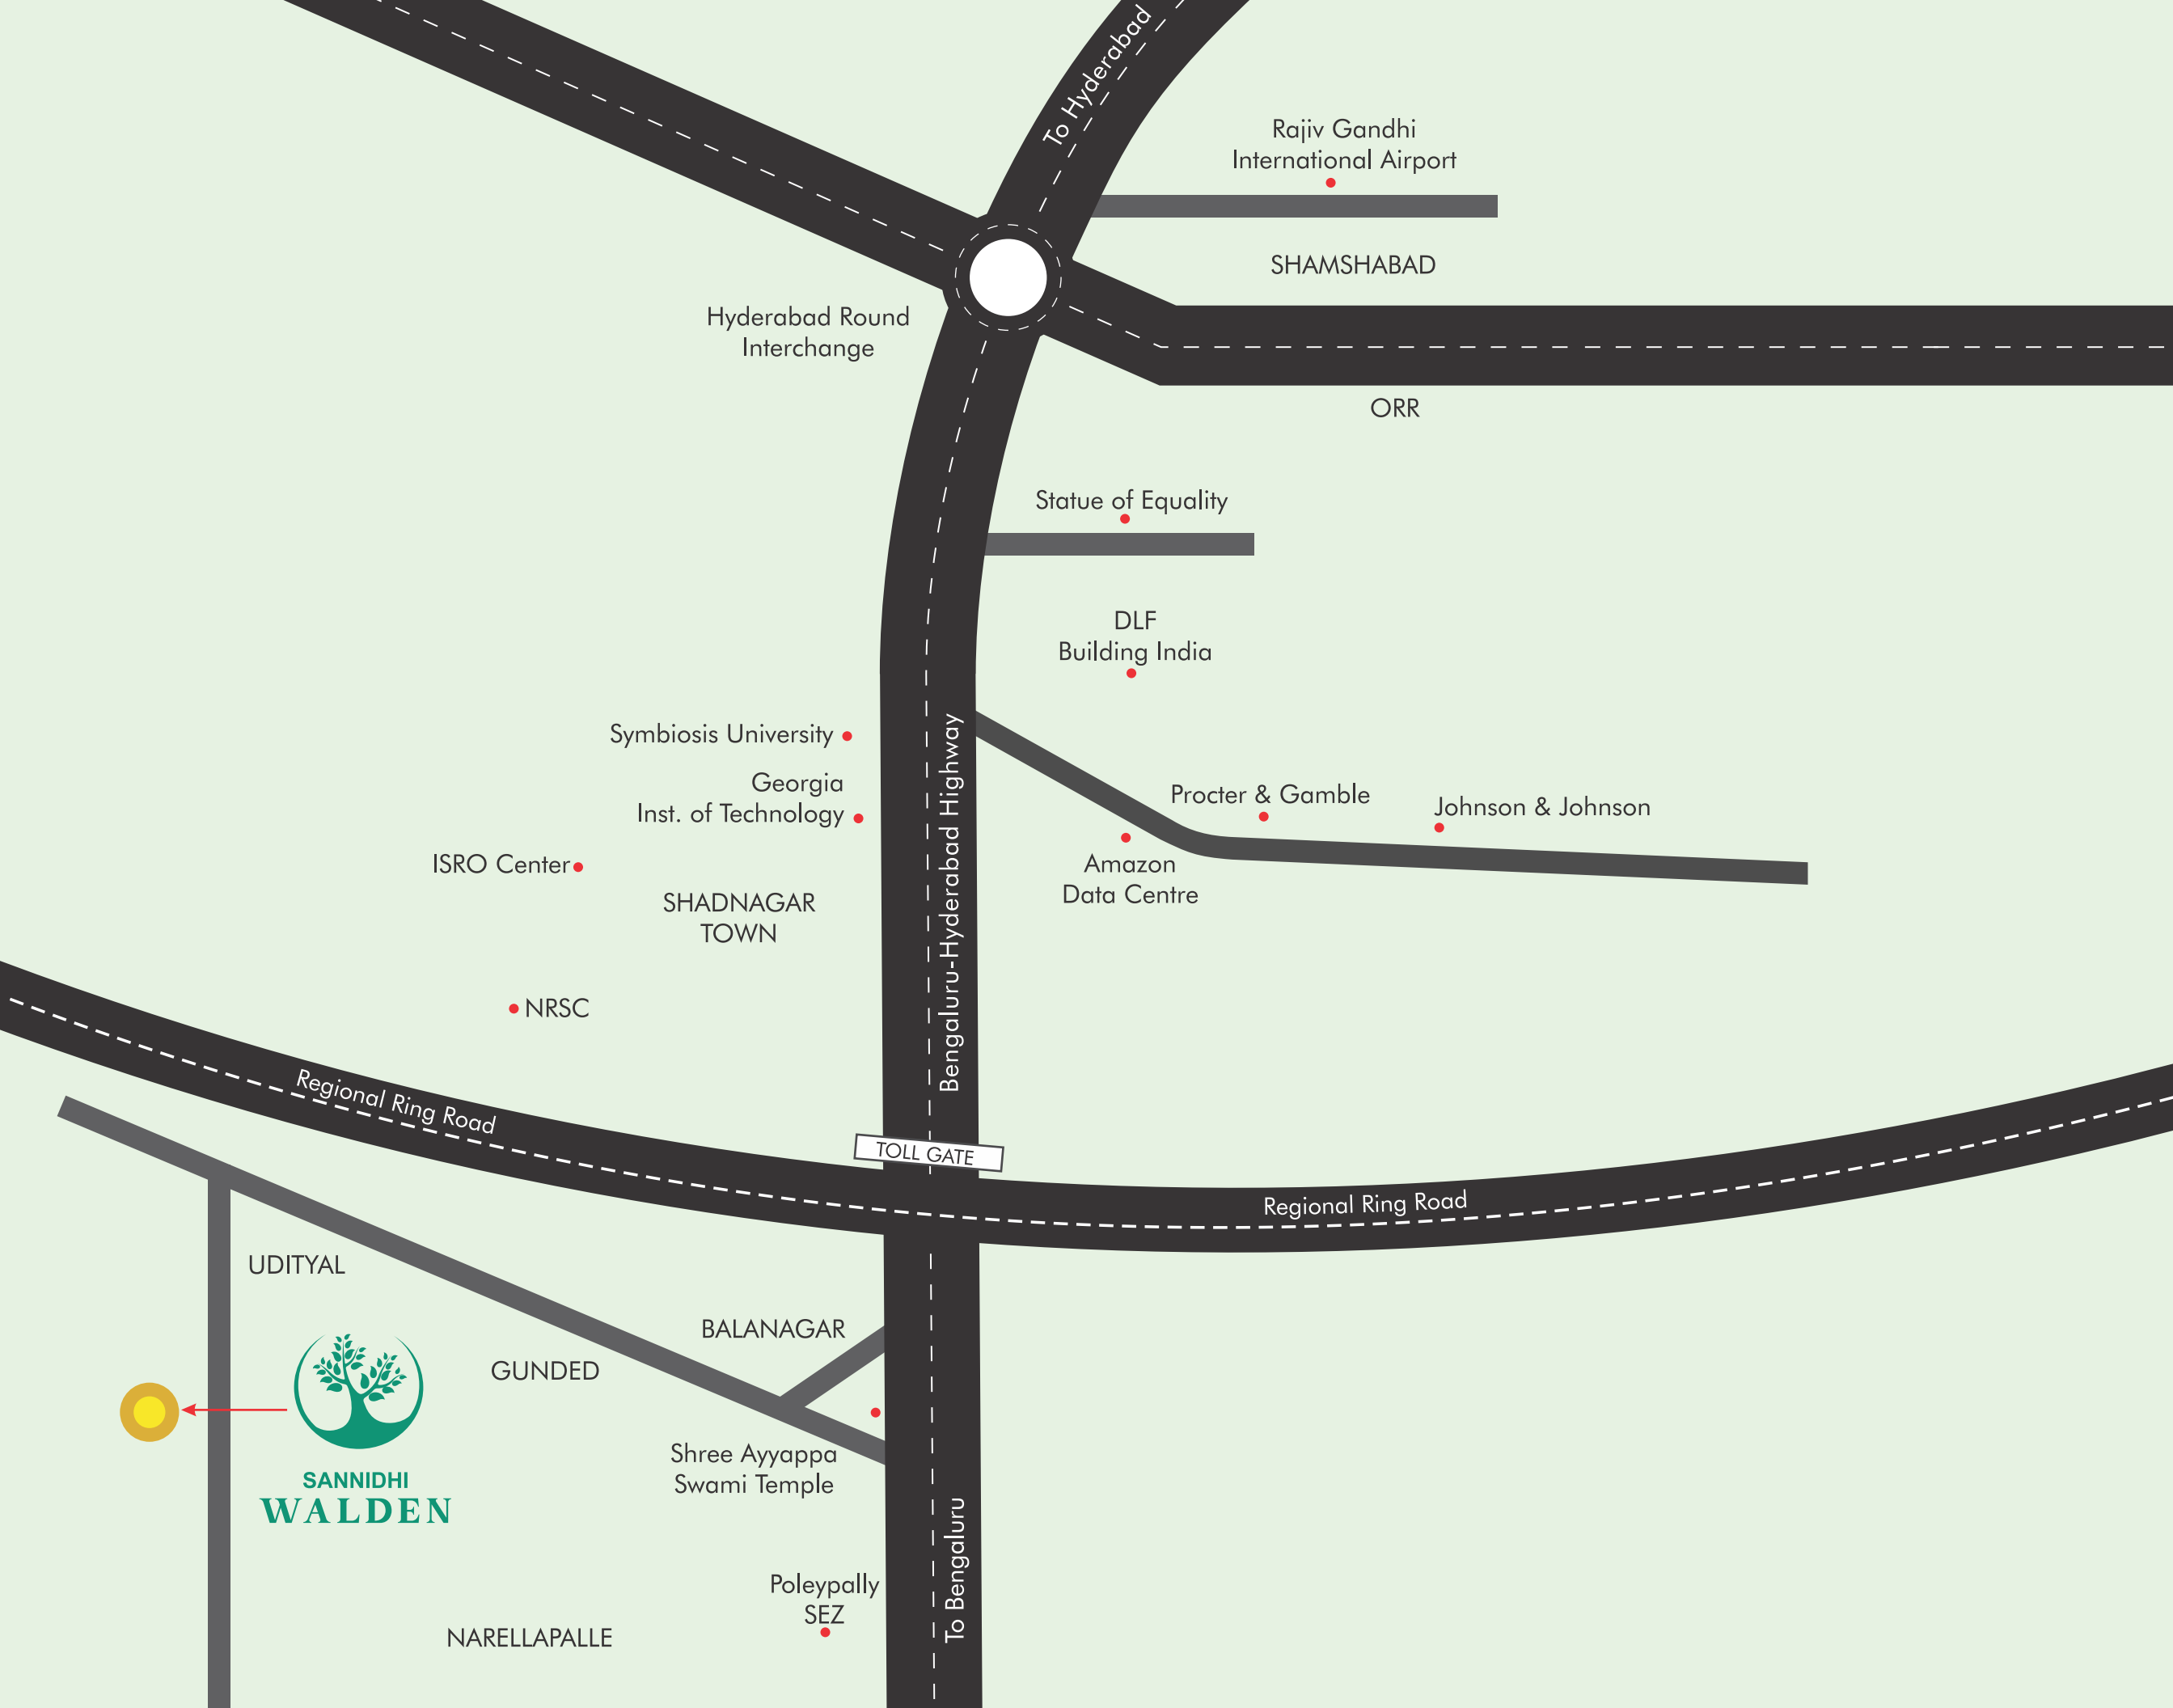 To Hyderabad
Rajiv Gandhi
International Airport
SHAMSHABAD
Hyderabad Round
Interchange
ORR
Statue of Equality
DLF
Building India
Symbiosis University
Georgia
Inst. of Technology
Bengaluru-Hyderabad Highway
Procter & Gamble
Johnson & Johnson
ISRO Center
Amazon
Data Centre
SHADNAGAR
TOWN
NRSC
Regional Ring Road
TOLL GATE
Regional Ring Road
UDITYAL
BALANAGAR
GUNDED
Shree Ayyappa
Swami Temple
SANNIDHI
WALDEN
To Bengaluru
Poleypally
SEZ
NARELLAPALLE